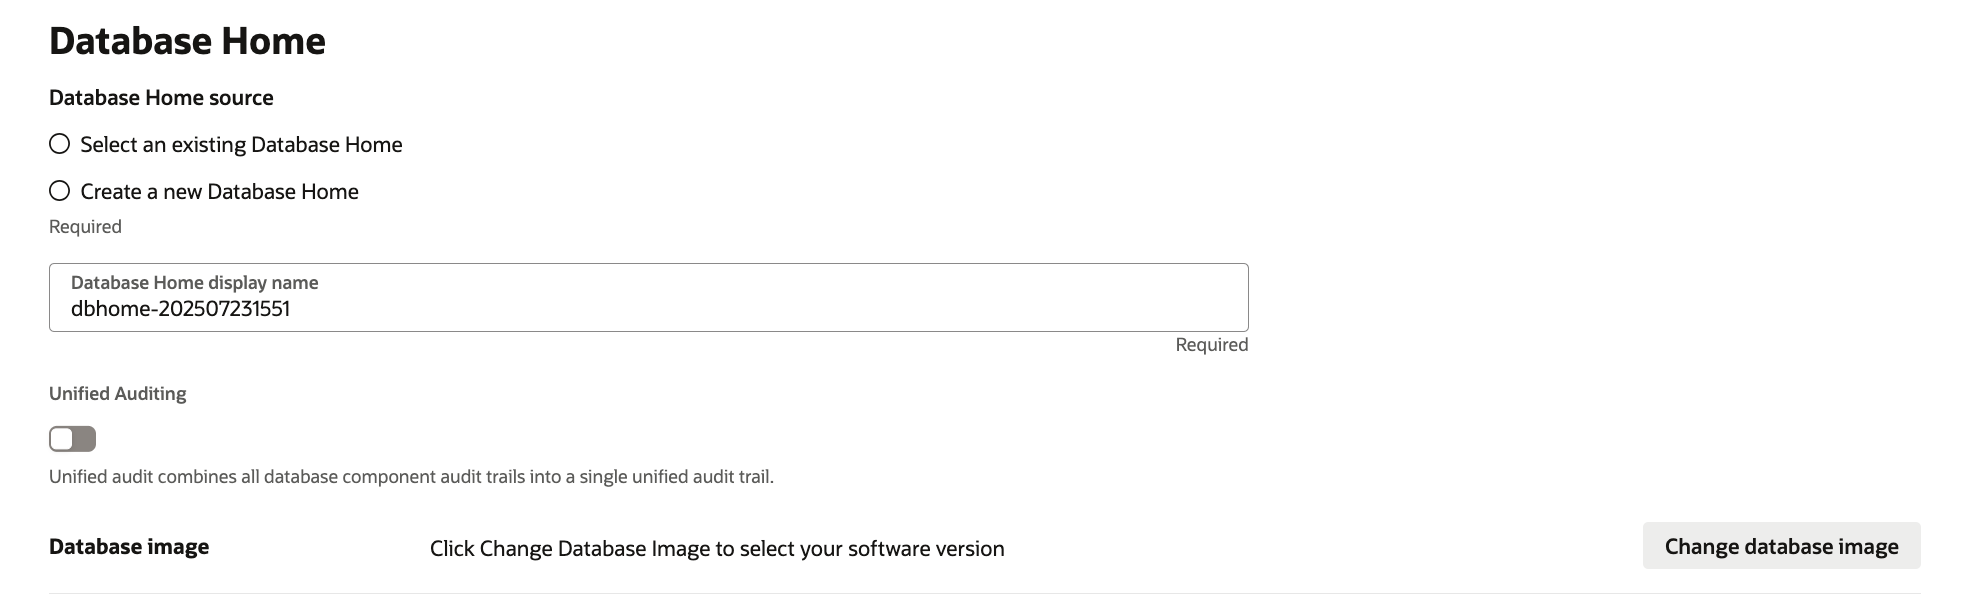 Database Home
Database Home source
Select an existing Database Home
Create a new Database Home
Required
Database Home display name
dbhome-202507231551
Required
Unified Auditing
Unified audit combines all database component audit trails into a single unified audit trail.
Database image
Click Change Database Image to select your software version
Change database image